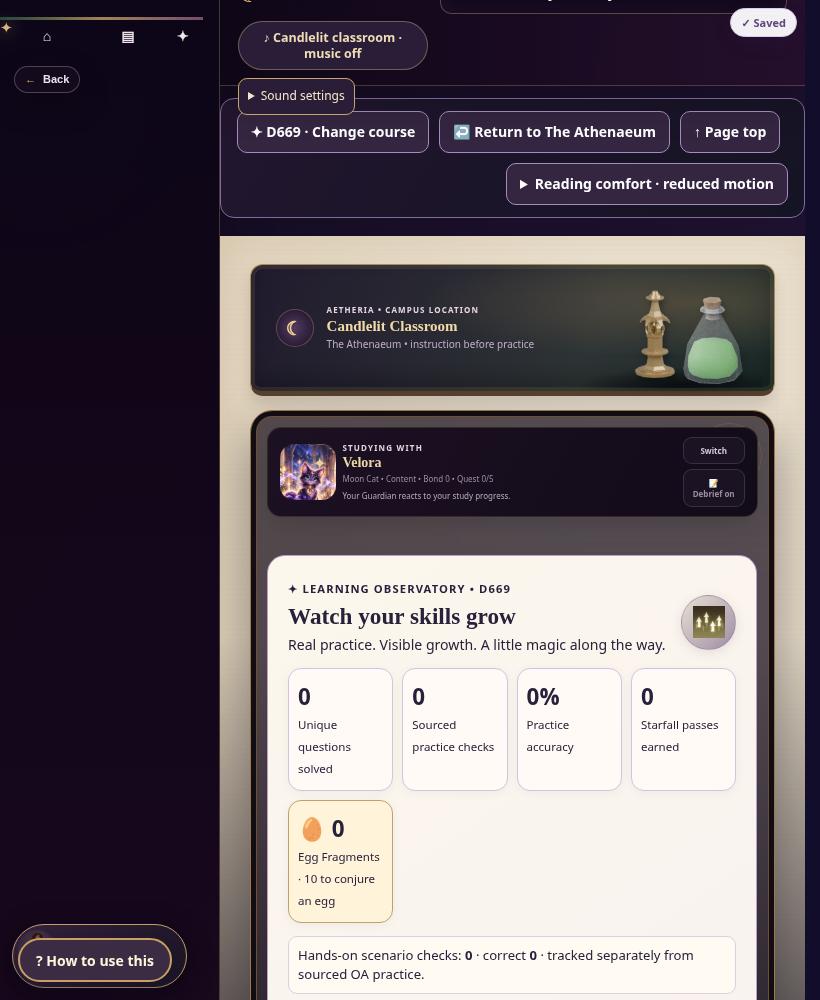 ← Back
♪ Candlelit classroom ·
music off
✓ Saved
▶ Sound settings
✦ D669 · Change course
↩ Return to The Athenaeum
↑ Page top
▶ Reading comfort · reduced motion
AETHERIA • CAMPUS LOCATION
Candlelit Classroom
The Athenaeum • instruction before practice
STUDYING WITH
Velora
Moon Cat • Content • Bond 0 • Quest 0/5
Your Guardian reacts to your study progress.
Switch
📝
Debrief on
✦ LEARNING OBSERVATORY • D669
Watch your skills grow
Real practice. Visible growth. A little magic along the way.
0
Unique
questions
solved
0
Sourced
practice checks
0%
Practice
accuracy
0
Starfall passes
earned
🥚 0
Egg Fragments
· 10 to conjure
an egg
Hands-on scenario checks: 0 · correct 0 · tracked separately from
sourced OA practice.
? How to use this